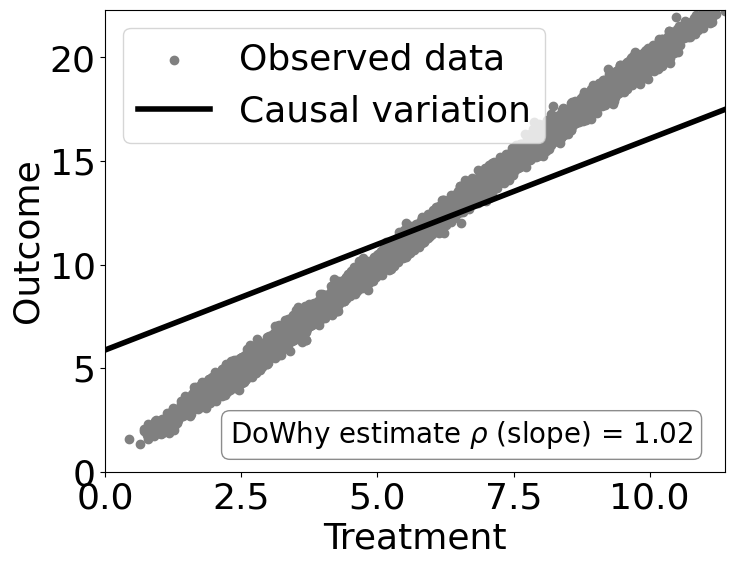 Observed data
Causal variation
20
15
10
5
0
Outcome
DoWhy estimate ρ (slope) = 1.02
0.0 2.5 5.0 7.5 10.0
Treatment